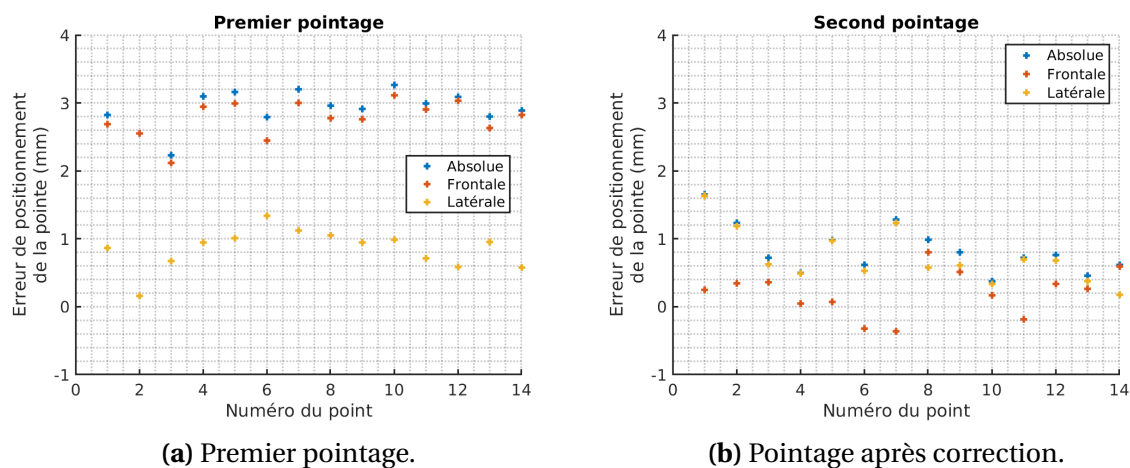 Premier pointage
4
3
2
1
0
-1
0 2 4 6 8 10 12 14
Erreur de positionnement
de la pointe (mm)
Numéro du point
Absolue
Frontale
Latérale
(a) Premier pointage.
Second pointage
4
3
2
1
0
-1
0 2 4 6 8 10 12 14
Erreur de positionnement
de la pointe (mm)
Numéro du point
Absolue
Frontale
Latérale
(b) Pointage après correction.